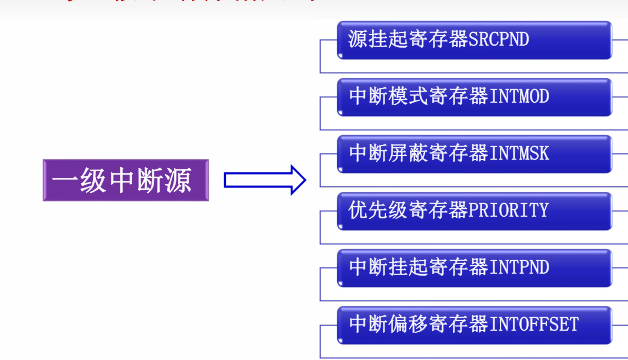 一级中断源
源挂起寄存器SRCPND
中断模式寄存器INTMOD
中断屏蔽寄存器INTMSK
优先级寄存器PRIORITY
中断挂起寄存器INTPND
中断偏移寄存器INTOFFSET